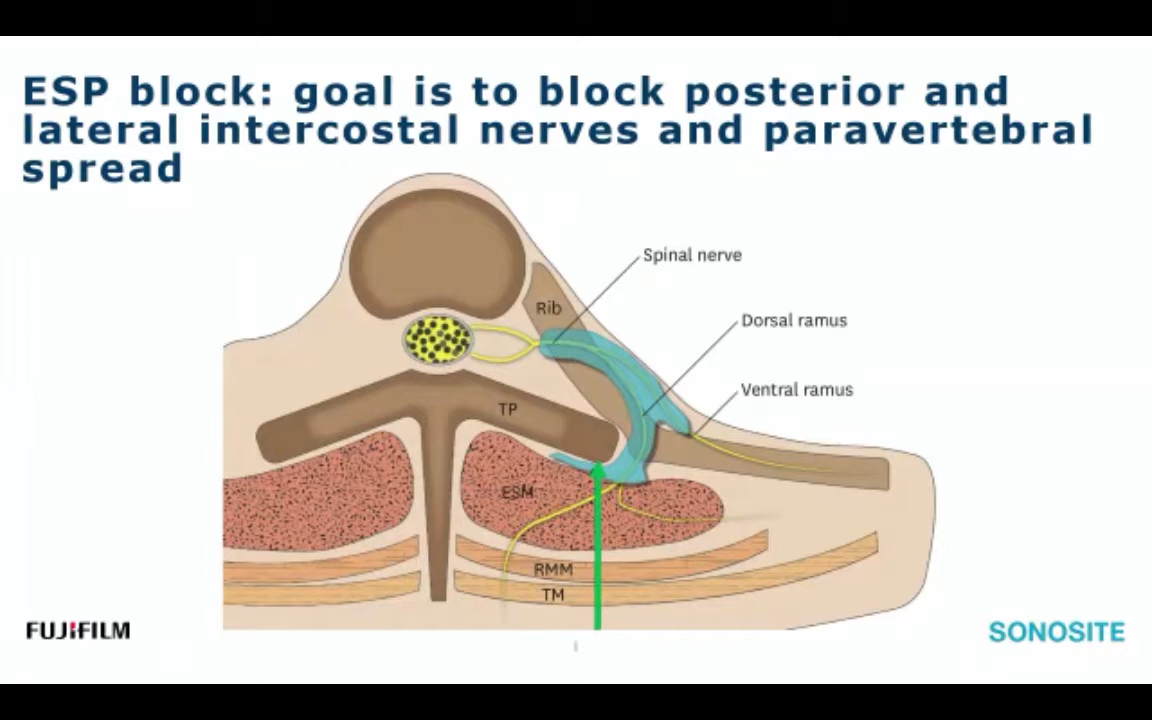 ESP block: goal is to block posterior and
lateral intercostal nerves and paravertebral
spread
Spinal nerve
Rib
Dorsal ramus
Ventral ramus
TP
ESM
RMM
TM
FUJIFILM
SONOSITE